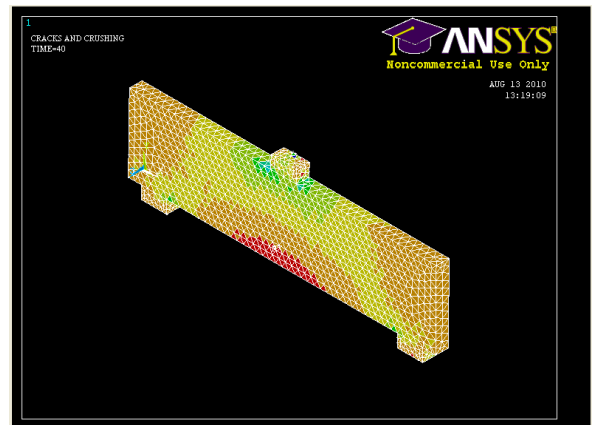 1
CRACKS AND CRUSHING
TIME=40
ANSYS®
Noncommercial Use Only
AUG 13 2010
13:19:09